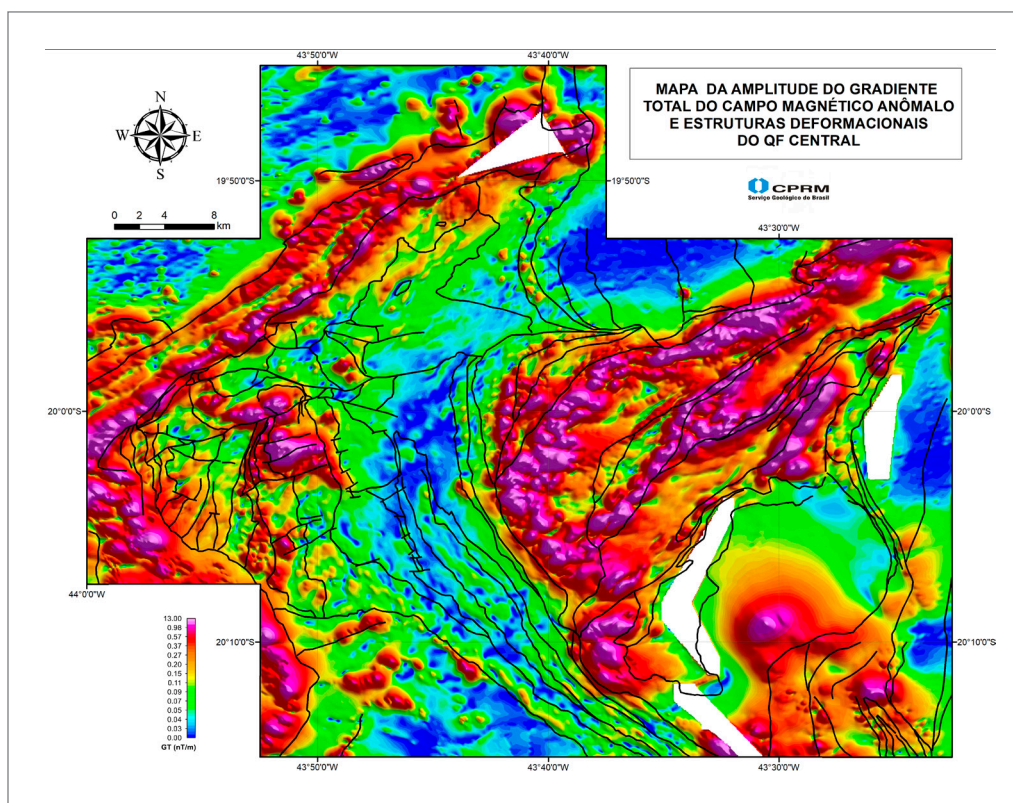 43°50'0"W
43°40'0"W
MAPA DA AMPLITUDE DO GRADIENTE
TOTAL DO CAMPO MAGNÉTICO ANÔMALO
E ESTRUTURAS DEFORMACIONAIS
DO QF CENTRAL
N
W E
S
19°50'0"S
19°50'0"S
CPRM
Serviço Geológico do Brasil
0 2 4 8
km
43°30'0"W
20°0'0"S
20°0'0"S
44°0'0"W
13.00
0.98
0.57
0.37
0.27
0.20
0.15
0.11
0.09
0.07
0.05
0.04
0.03
0.00
GT (nT/m)
20°10'0"S
20°10'0"S
43°50'0"W
43°40'0"W
43°30'0"W